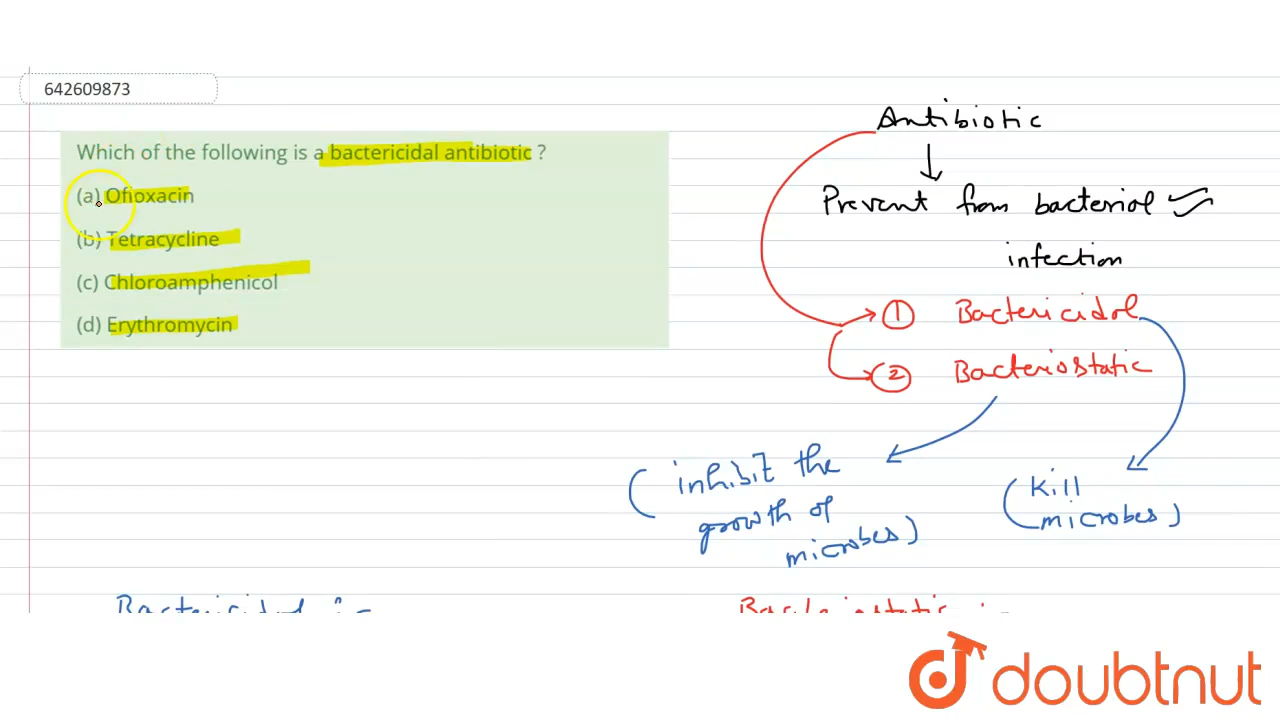 642609873
Which of the following is a bactericidal antibiotic ?
(a) Ofloxacin
(b) Tetracycline
(c) Chloroamphenicol
(d) Erythromycin
Antibiotic
Prevent from bacterial
infection
1 Bactericidal
2 Bacteriostatic
(inhibit the
growth of
microbes)
(Kill
microbes)
doubtnut